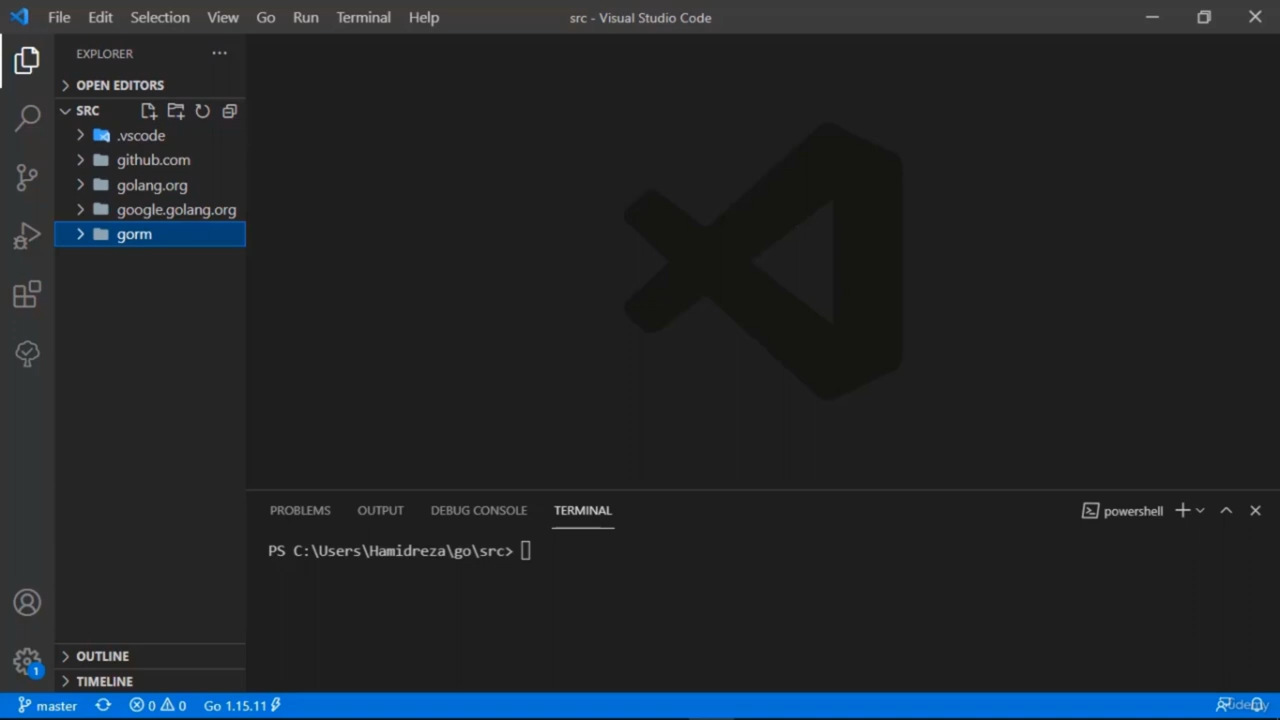 File Edit Selection View Go Run Terminal Help src - Visual Studio Code
EXPLORER
OPEN EDITORS
SRC
.vscode
github.com
golang.org
google.golang.org
gorm
PROBLEMS OUTPUT DEBUG CONSOLE TERMINAL powershell
PS C:\Users\Hamidreza\go\src>
OUTLINE
1
TIMELINE
master 0 0 Go 1.15.11